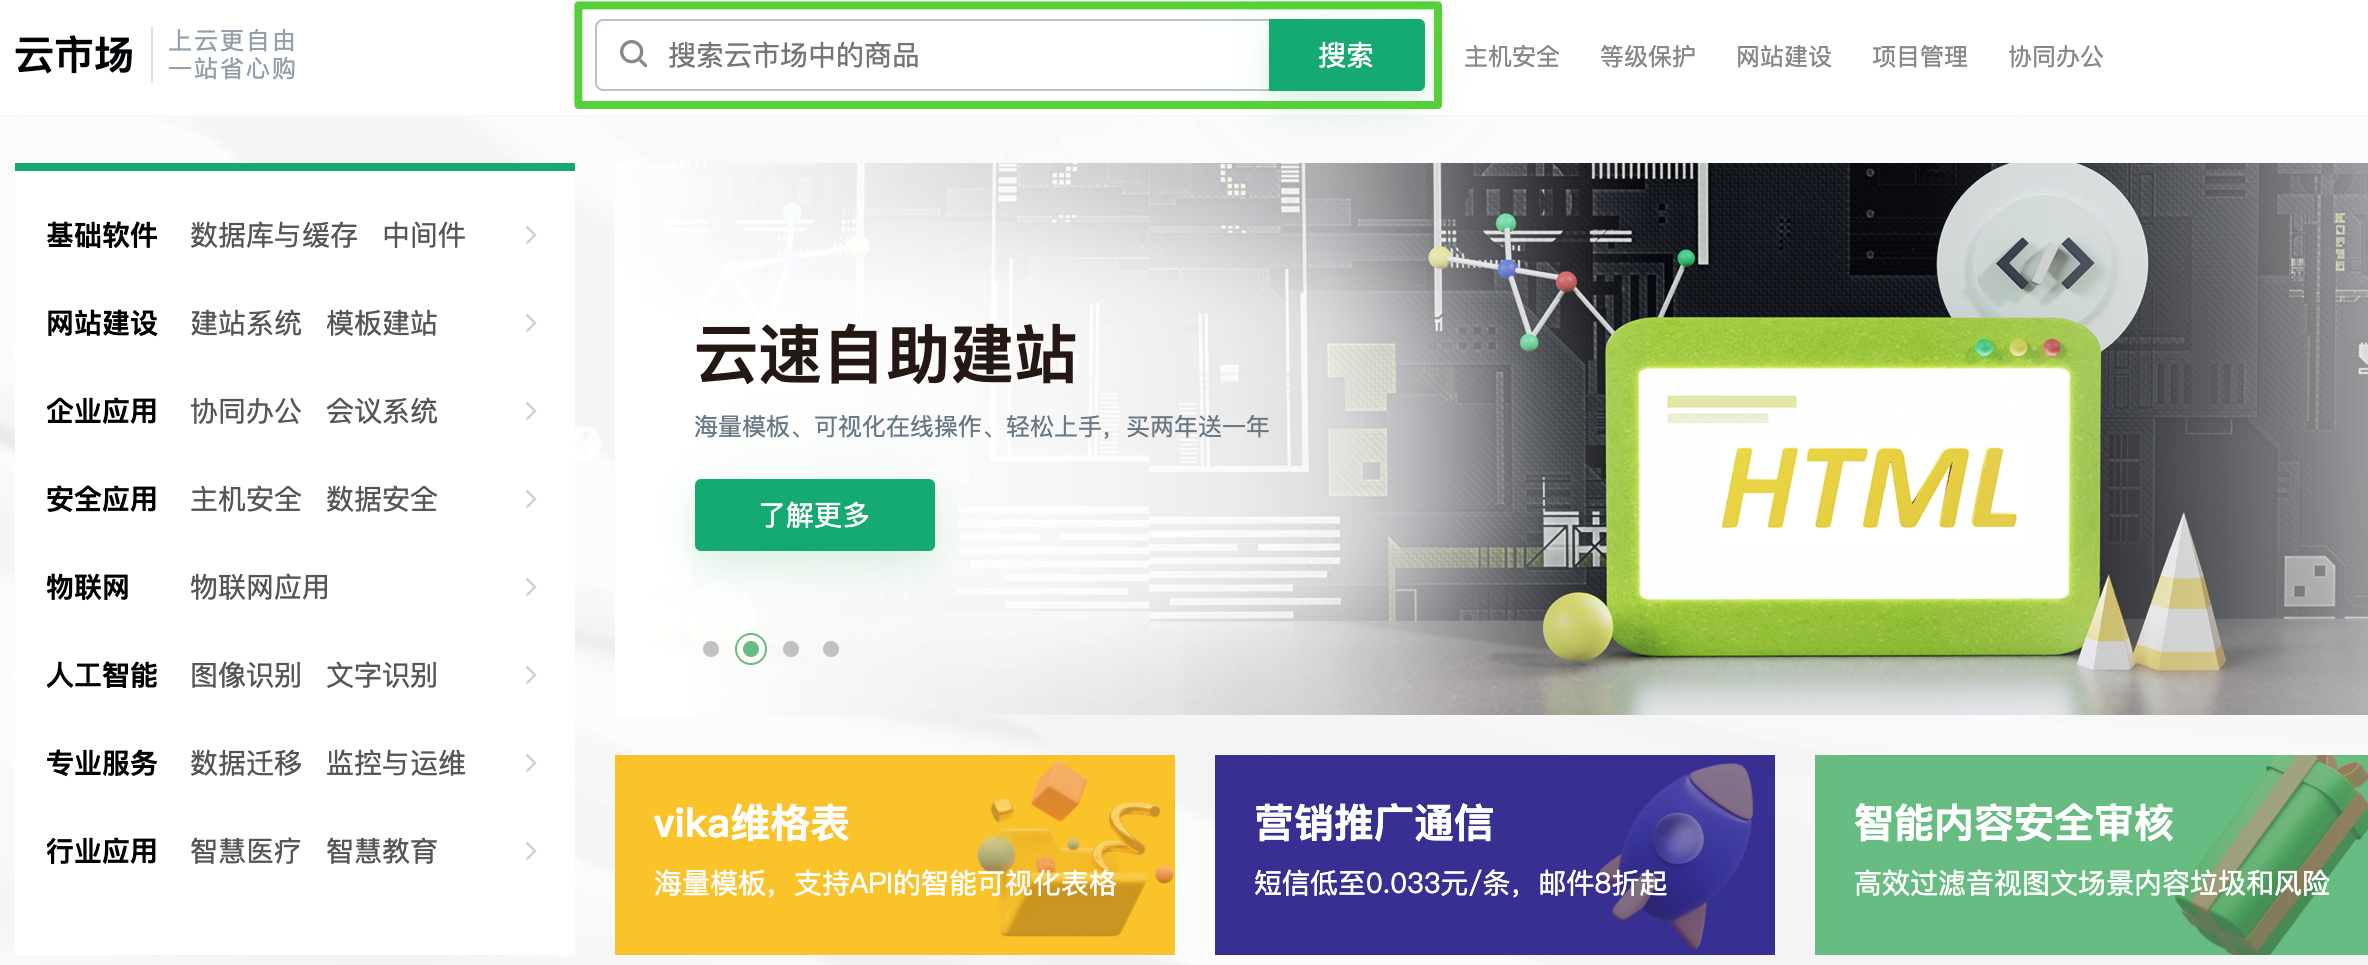 云市场
上云更自由
一站省心购
搜索云市场中的商品
搜索
主机安全 等级保护 网站建设 项目管理 协同办公
基础软件 数据库与缓存 中间件
网站建设 建站系统 模板建站
企业应用 协同办公 会议系统
安全应用 主机安全 数据安全
物联网 物联网应用
人工智能 图像识别 文字识别
专业服务 数据迁移 监控与运维
行业应用 智慧医疗 智慧教育
云速自助建站
海量模板、可视化在线操作、轻松上手，买两年送一年
了解更多
HTML
vika维格表
海量模板，支持API的智能可视化表格
营销推广通信
短信低至0.033元/条，邮件8折起
智能内容安全审核
高效过滤音视图文场景内容垃圾和风险